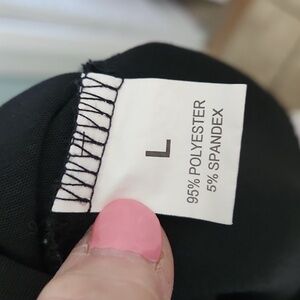 L
95% POLYESTER
5% SPANDEX